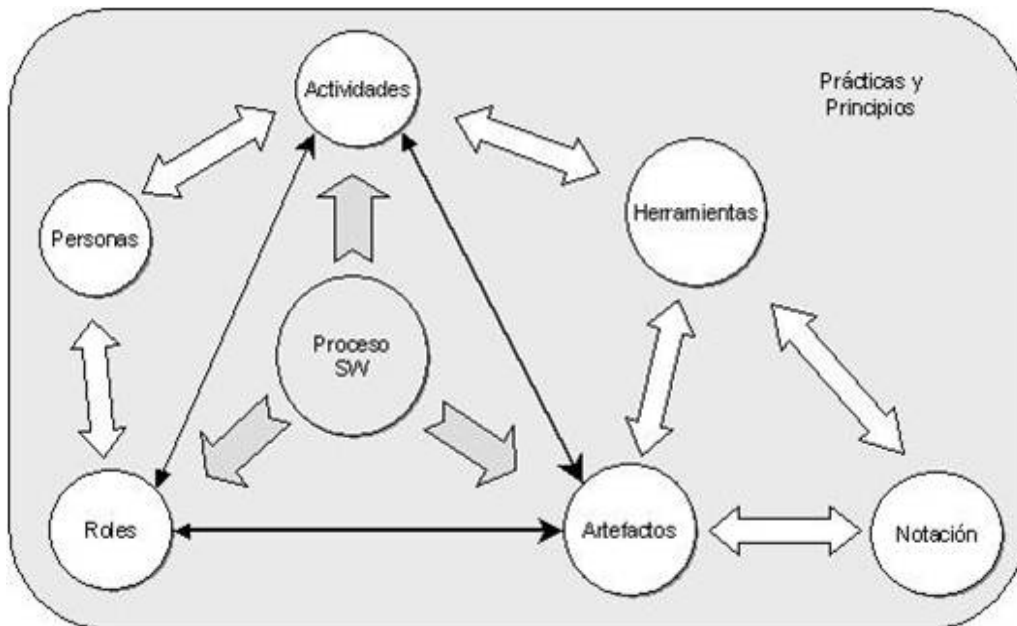 Actividades
Prácticas y
Principios
Herramientas
Personas
Proceso
SW
Roles
Artefactos
Notación